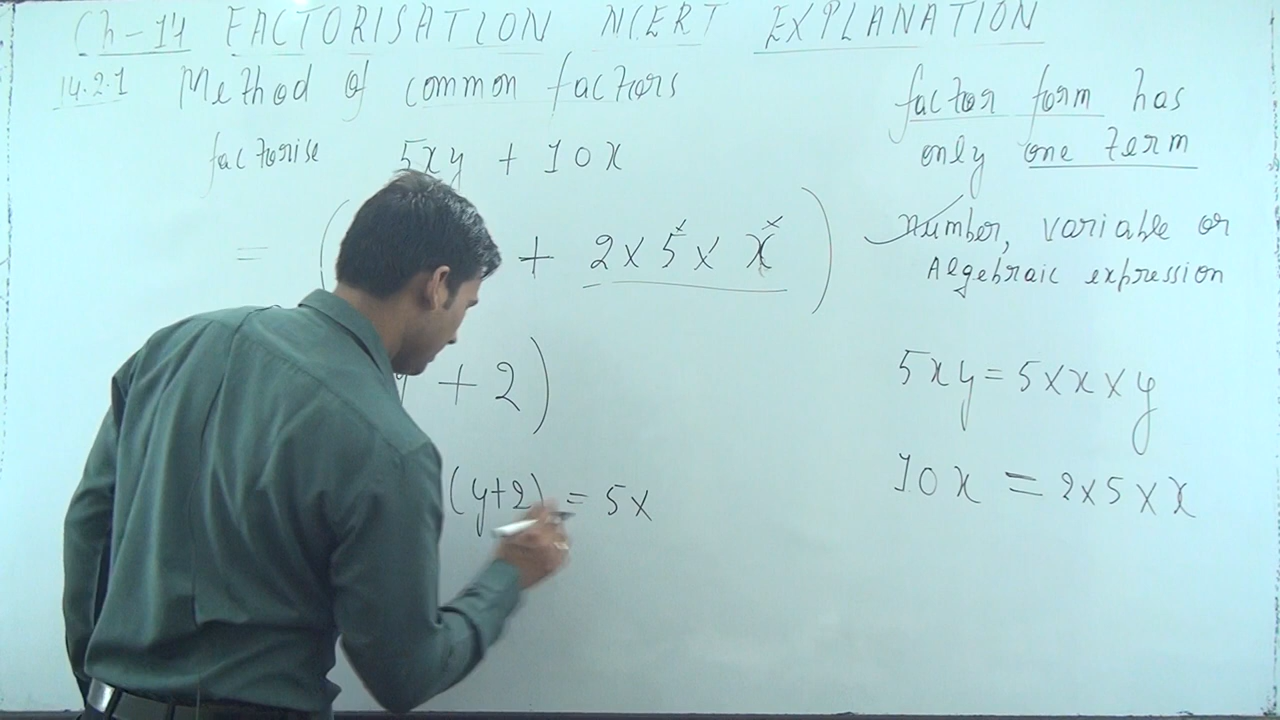 Ch-14 FACTORISATION NCERT EXPLANATION
14.2.1 Method of common factors
factorise 5xy + 10x
= ( + 2 x 5 x x )
+ 2)
(y+2) = 5x
factor form has
only one term
Number, variable or
Algebraic expression
5xy = 5 x x x y
10x = 2 x 5 x x